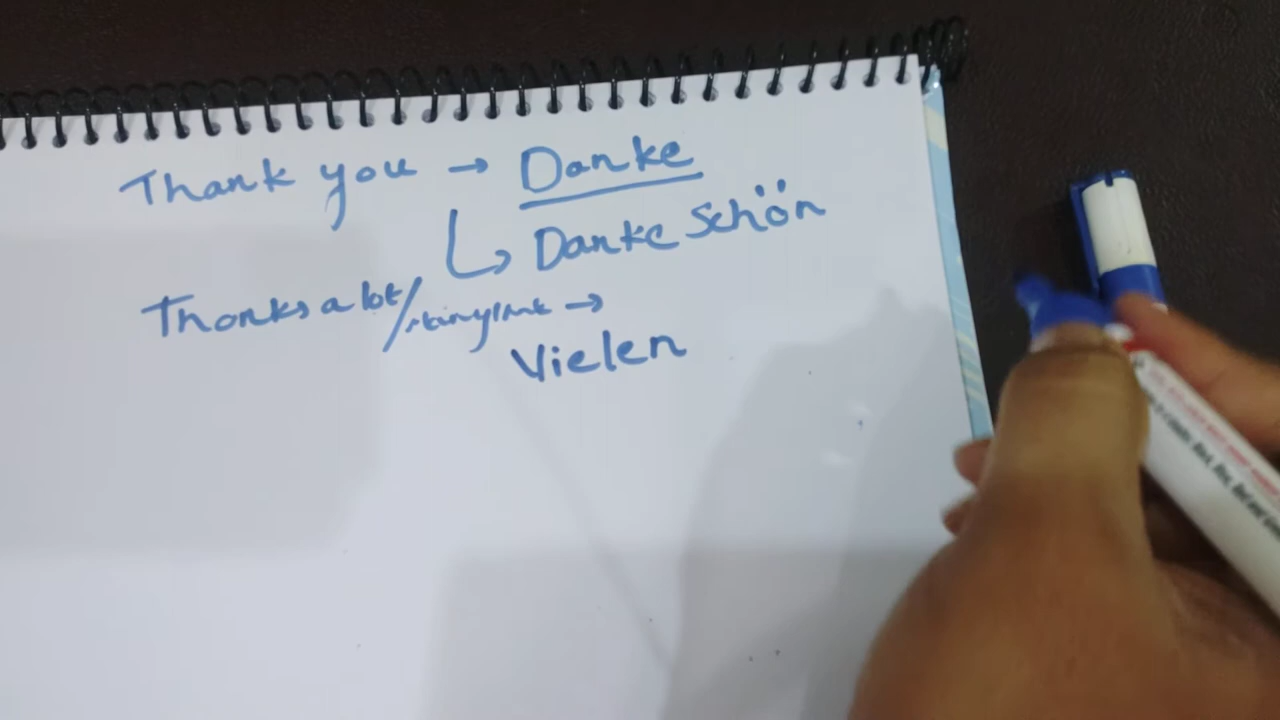 Thank you → Danke
Danke Schön
Thanks a lot/ →
Vielen